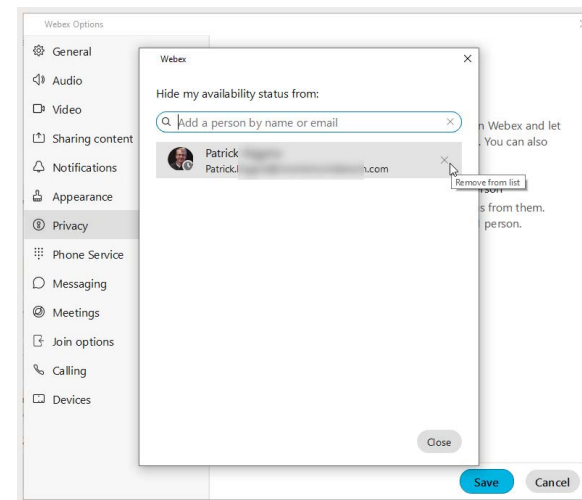 Webex Options
General
Audio
Video
Sharing content
Notifications
Appearance
Privacy
Phone Service
Messaging
Meetings
Join options
Calling
Devices
Webex
Hide my availability status from:
Add a person by name or email
Patrick
Patrick. .com
Remove from list
Close
n Webex and let
. You can also
erson
s from them.
person.
Save
Cancel